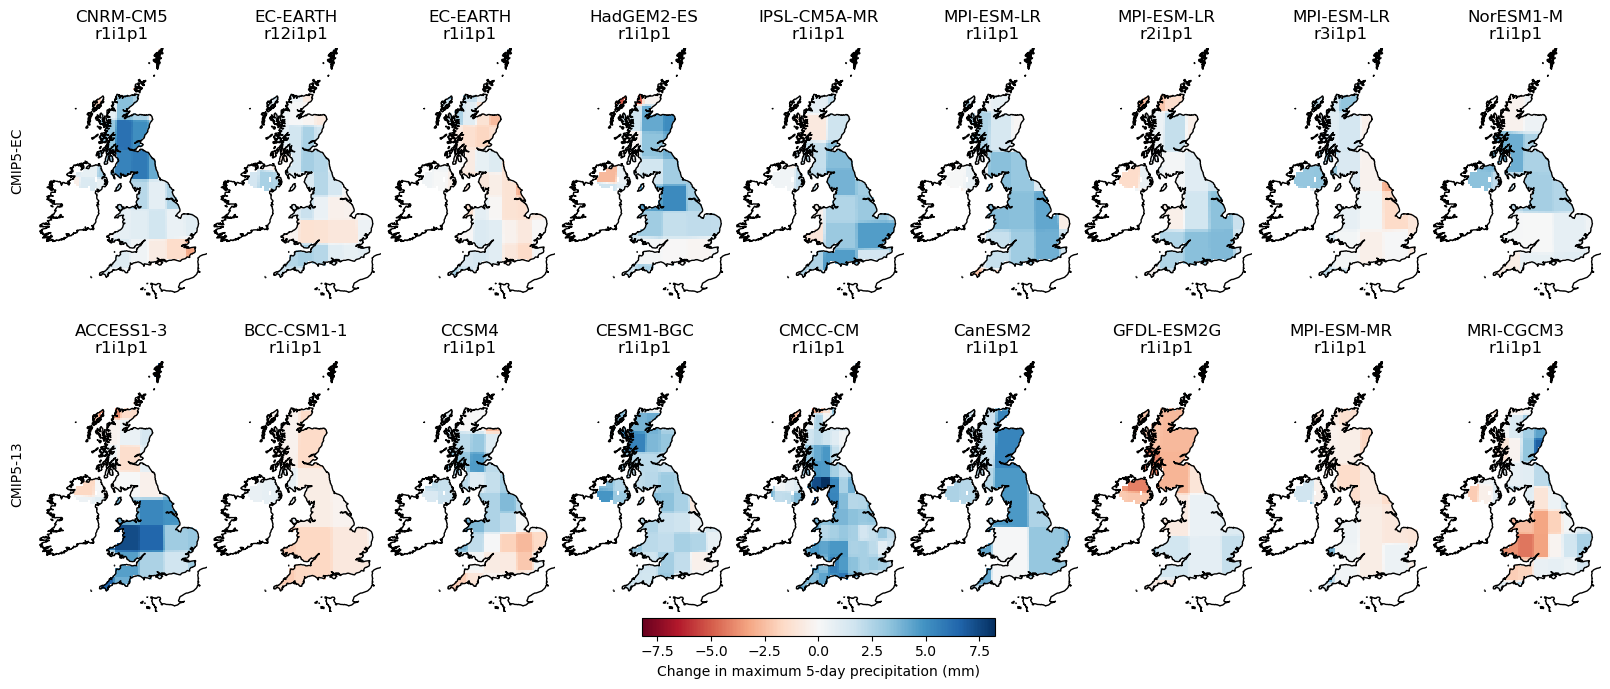 CNRM-CM5
r1i1p1
EC-EARTH
r12i1p1
EC-EARTH
r1i1p1
HadGEM2-ES
r1i1p1
IPSL-CM5A-MR
r1i1p1
MPI-ESM-LR
r1i1p1
MPI-ESM-LR
r2i1p1
MPI-ESM-LR
r3i1p1
NorESM1-M
r1i1p1
CMIP5-EC
ACCESS1-3
r1i1p1
BCC-CSM1-1
r1i1p1
CCSM4
r1i1p1
CESM1-BGC
r1i1p1
CMCC-CM
r1i1p1
CanESM2
r1i1p1
GFDL-ESM2G
r1i1p1
MPI-ESM-MR
r1i1p1
MRI-CGCM3
r1i1p1
CMIP5-13
−7.5 −5.0 −2.5 0.0 2.5 5.0 7.5
Change in maximum 5-day precipitation (mm)